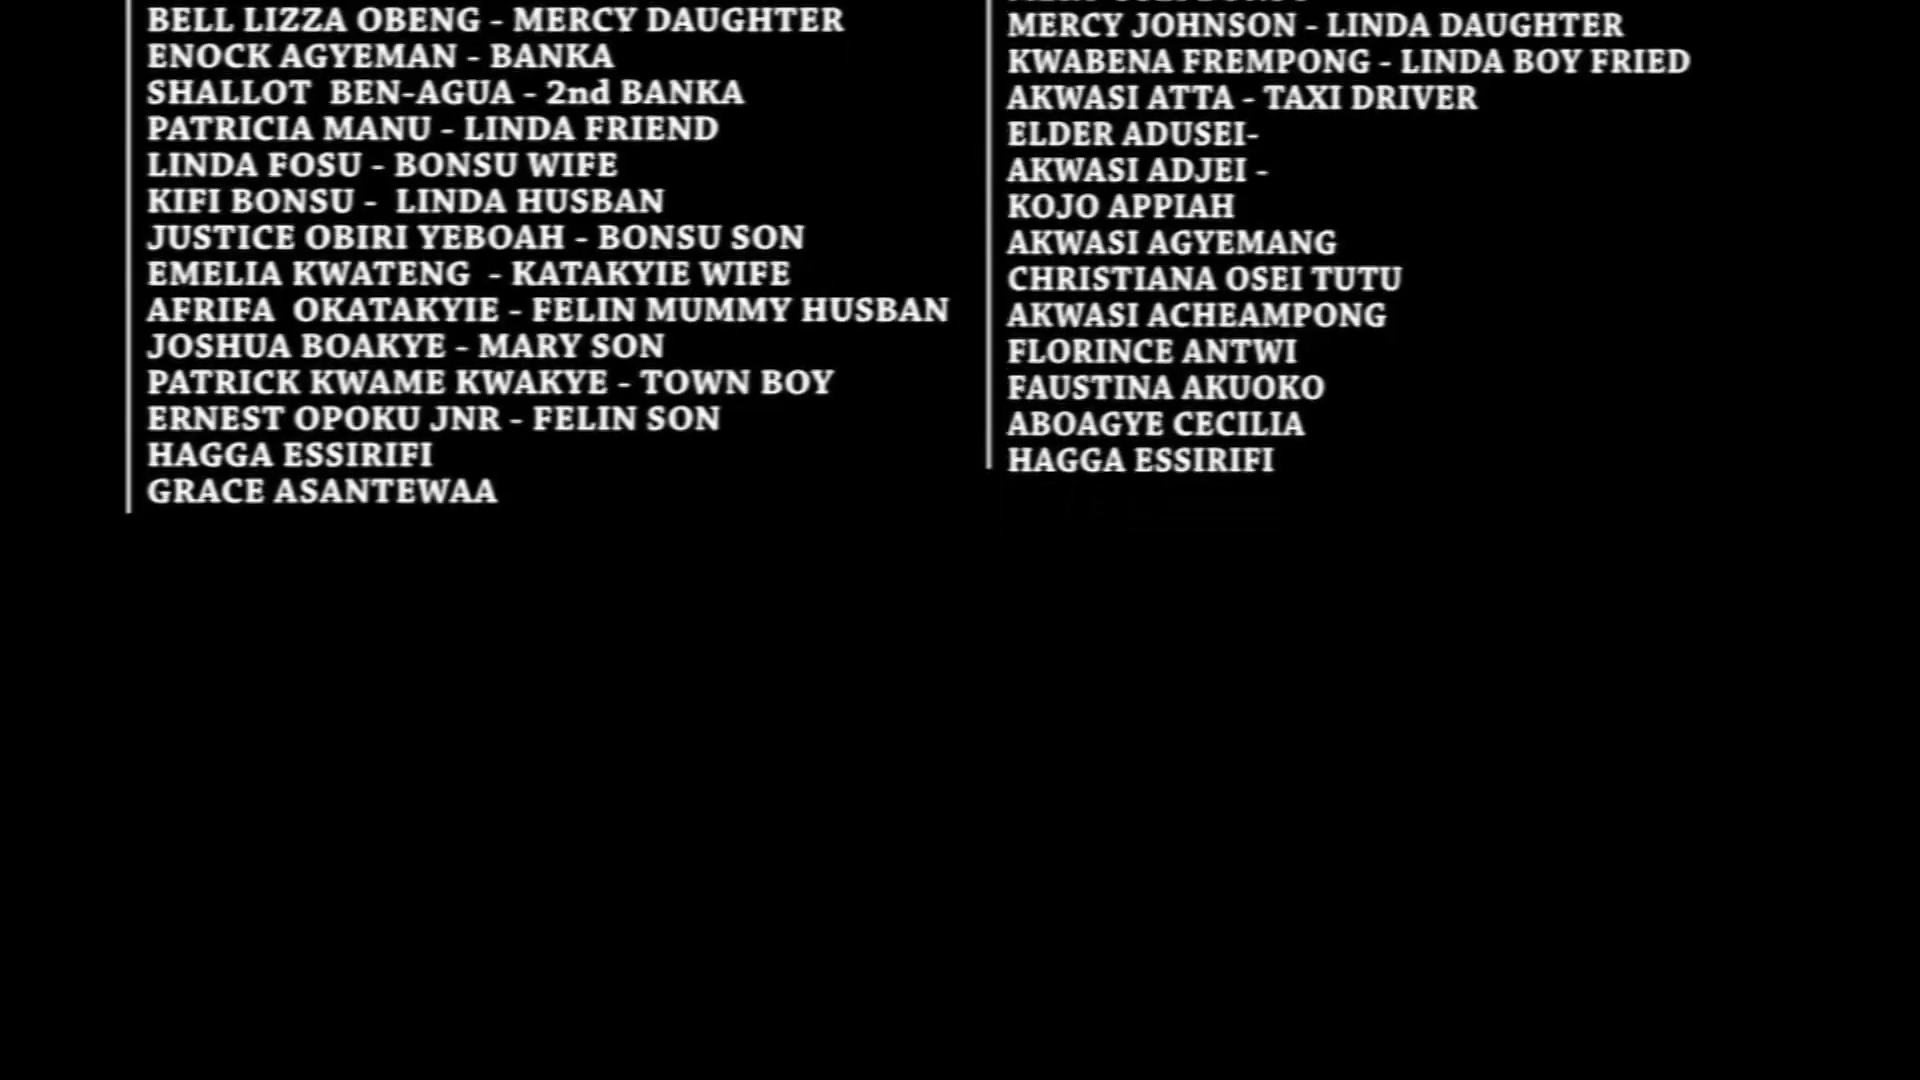 BELL LIZZA OBENG - MERCY DAUGHTER
ENOCK AGYEMAN - BANKA
SHALLOT  BEN-AGUA - 2nd BANKA
PATRICIA MANU - LINDA FRIEND
LINDA FOSU - BONSU WIFE
KIFI BONSU -  LINDA HUSBAN
JUSTICE OBIRI YEBOAH - BONSU SON
EMELIA KWATENG  - KATAKYIE WIFE
AFRIFA  OKATAKYIE - FELIN MUMMY HUSBAN
JOSHUA BOAKYE - MARY SON
PATRICK KWAME KWAKYE - TOWN BOY
ERNEST OPOKU JNR - FELIN SON
HAGGA ESSIRIFI
GRACE ASANTEWAA
MERCY JOHNSON - LINDA DAUGHTER
KWABENA FREMPONG - LINDA BOY FRIED
AKWASI ATTA - TAXI DRIVER
ELDER ADUSEI-
AKWASI ADJEI -
KOJO APPIAH
AKWASI AGYEMANG
CHRISTIANA OSEI TUTU
AKWASI ACHEAMPONG
FLORINCE ANTWI
FAUSTINA AKUOKO
ABOAGYE CECILIA
HAGGA ESSIRIFI